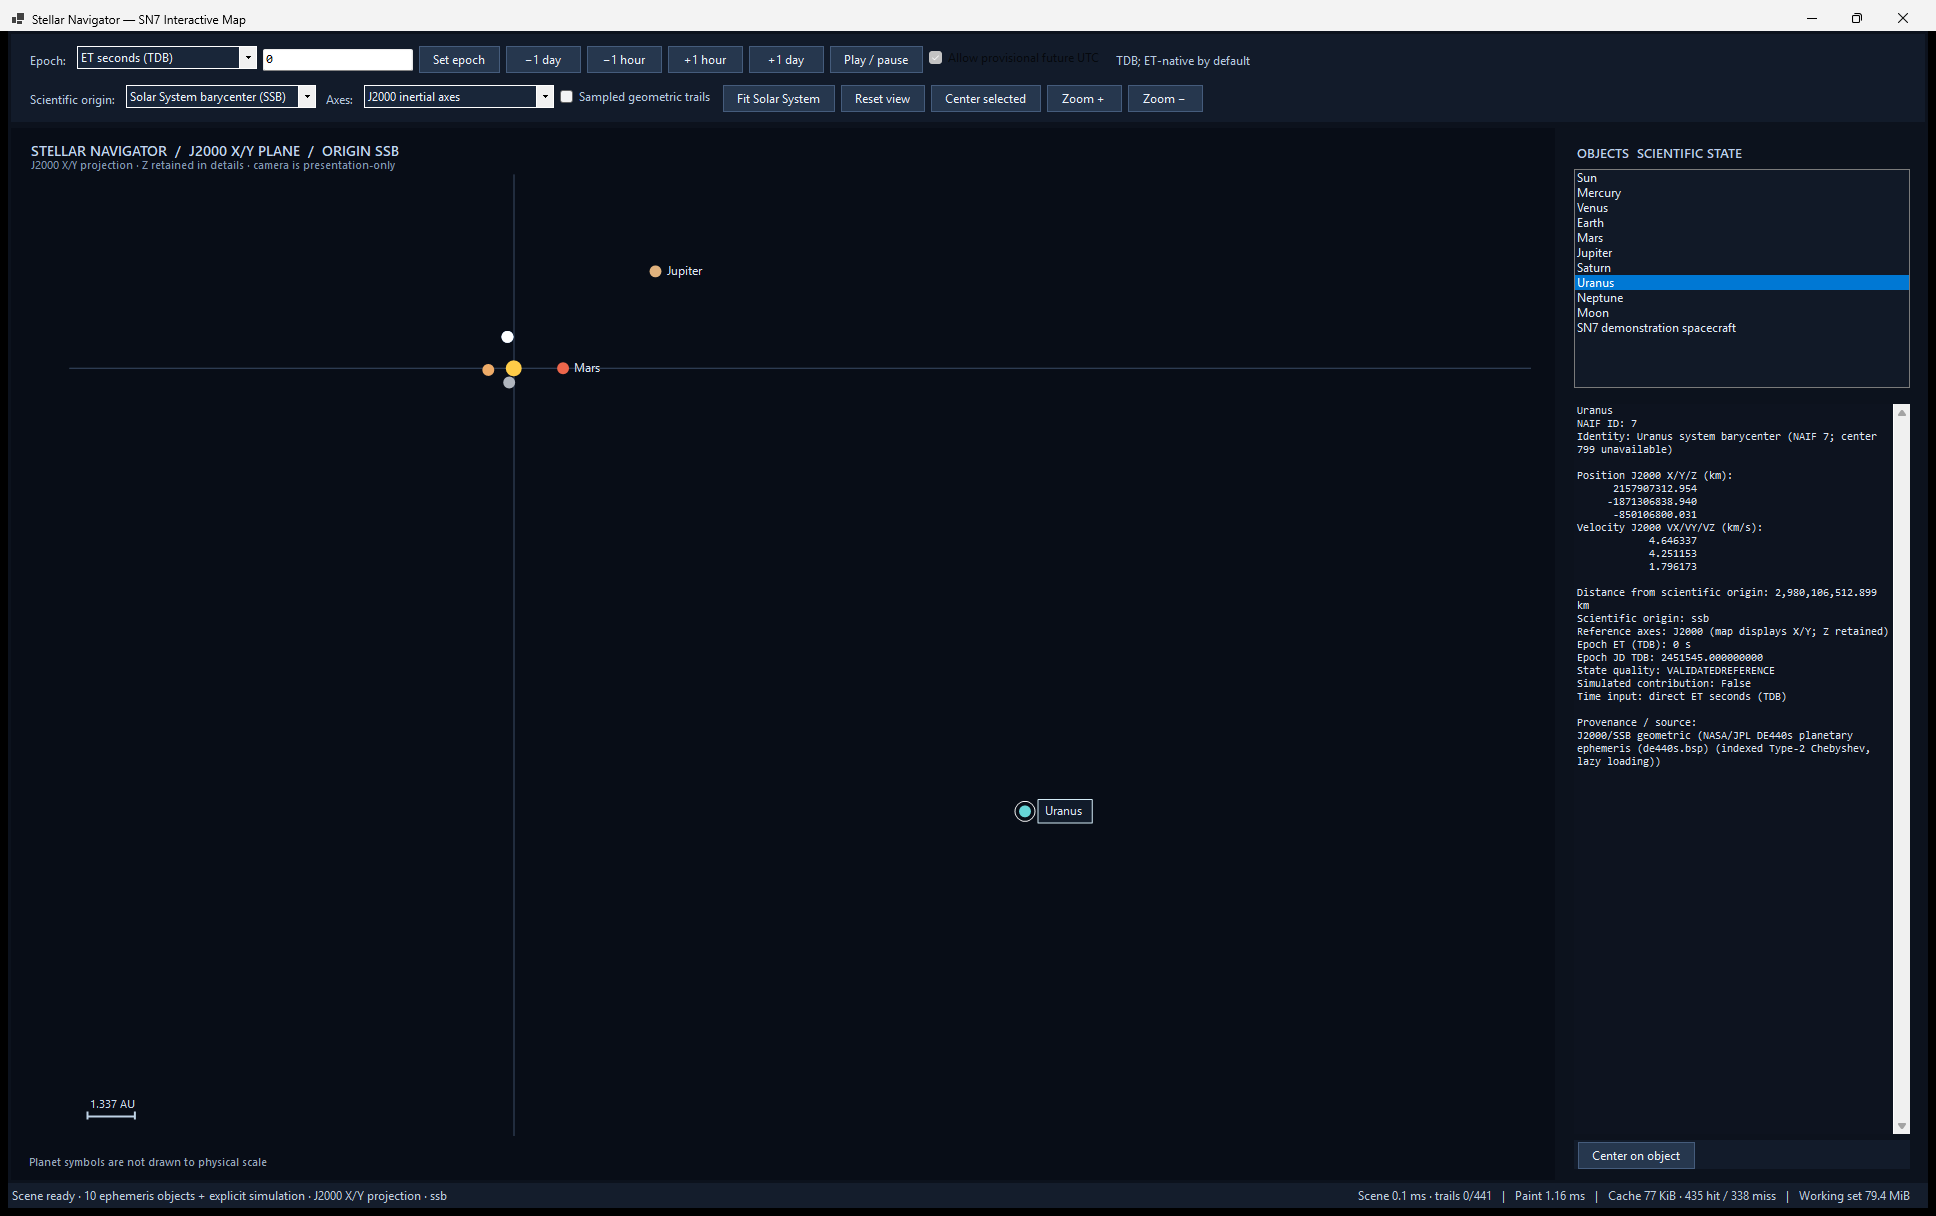 Stellar Navigator — SN7 Interactive Map
Epoch: ET seconds (TDB) 0 Set epoch −1 day −1 hour +1 hour +1 day Play / pause Allow provisional future UTC TDB; ET-native by default
Scientific origin: Solar System barycenter (SSB) Axes: J2000 inertial axes Sampled geometric trails Fit Solar System Reset view Center selected Zoom + Zoom −
STELLAR NAVIGATOR / J2000 X/Y PLANE / ORIGIN SSB
J2000 X/Y projection · Z retained in details · camera is presentation-only
Jupiter
Mars
Uranus
1.337 AU
Planet symbols are not drawn to physical scale
OBJECTS SCIENTIFIC STATE
Sun
Mercury
Venus
Earth
Mars
Jupiter
Saturn
Uranus
Neptune
Moon
SN7 demonstration spacecraft
Uranus
NAIF ID: 7
Identity: Uranus system barycenter (NAIF 7; center
799 unavailable)
Position J2000 X/Y/Z (km):
2157907312.954
-1871306838.940
-850106800.031
Velocity J2000 VX/VY/VZ (km/s):
4.646337
4.251153
1.796173
Distance from scientific origin: 2,980,106,512.899
km
Scientific origin: ssb
Reference axes: J2000 (map displays X/Y; Z retained)
Epoch ET (TDB): 0 s
Epoch JD TDB: 2451545.000000000
State quality: VALIDATEDREFERENCE
Simulated contribution: False
Time input: direct ET seconds (TDB)
Provenance / source:
J2000/SSB geometric (NASA/JPL DE440s planetary
ephemeris (de440s.bsp) (indexed Type-2 Chebyshev,
lazy loading))
Center on object
Scene ready · 10 ephemeris objects + explicit simulation · J2000 X/Y projection · ssb
Scene 0.1 ms · trails 0/441 | Paint 1.16 ms | Cache 77 KiB · 435 hit / 338 miss | Working set 79.4 MiB